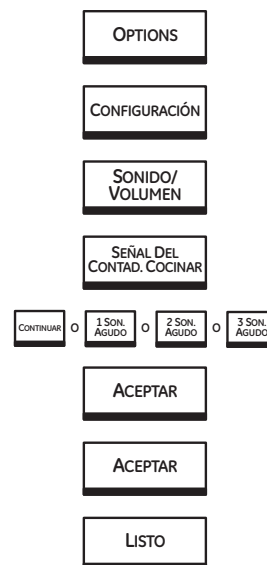 OPTIONS
CONFIGURACIÓN
SONIDO/
VOLUMEN
SEÑAL DEL
CONTAD. COCINAR
CONTINUAR O 1 SON. AGUDO O 2 SON. AGUDO O 3 SON. AGUDO
ACEPTAR
ACEPTAR
LISTO